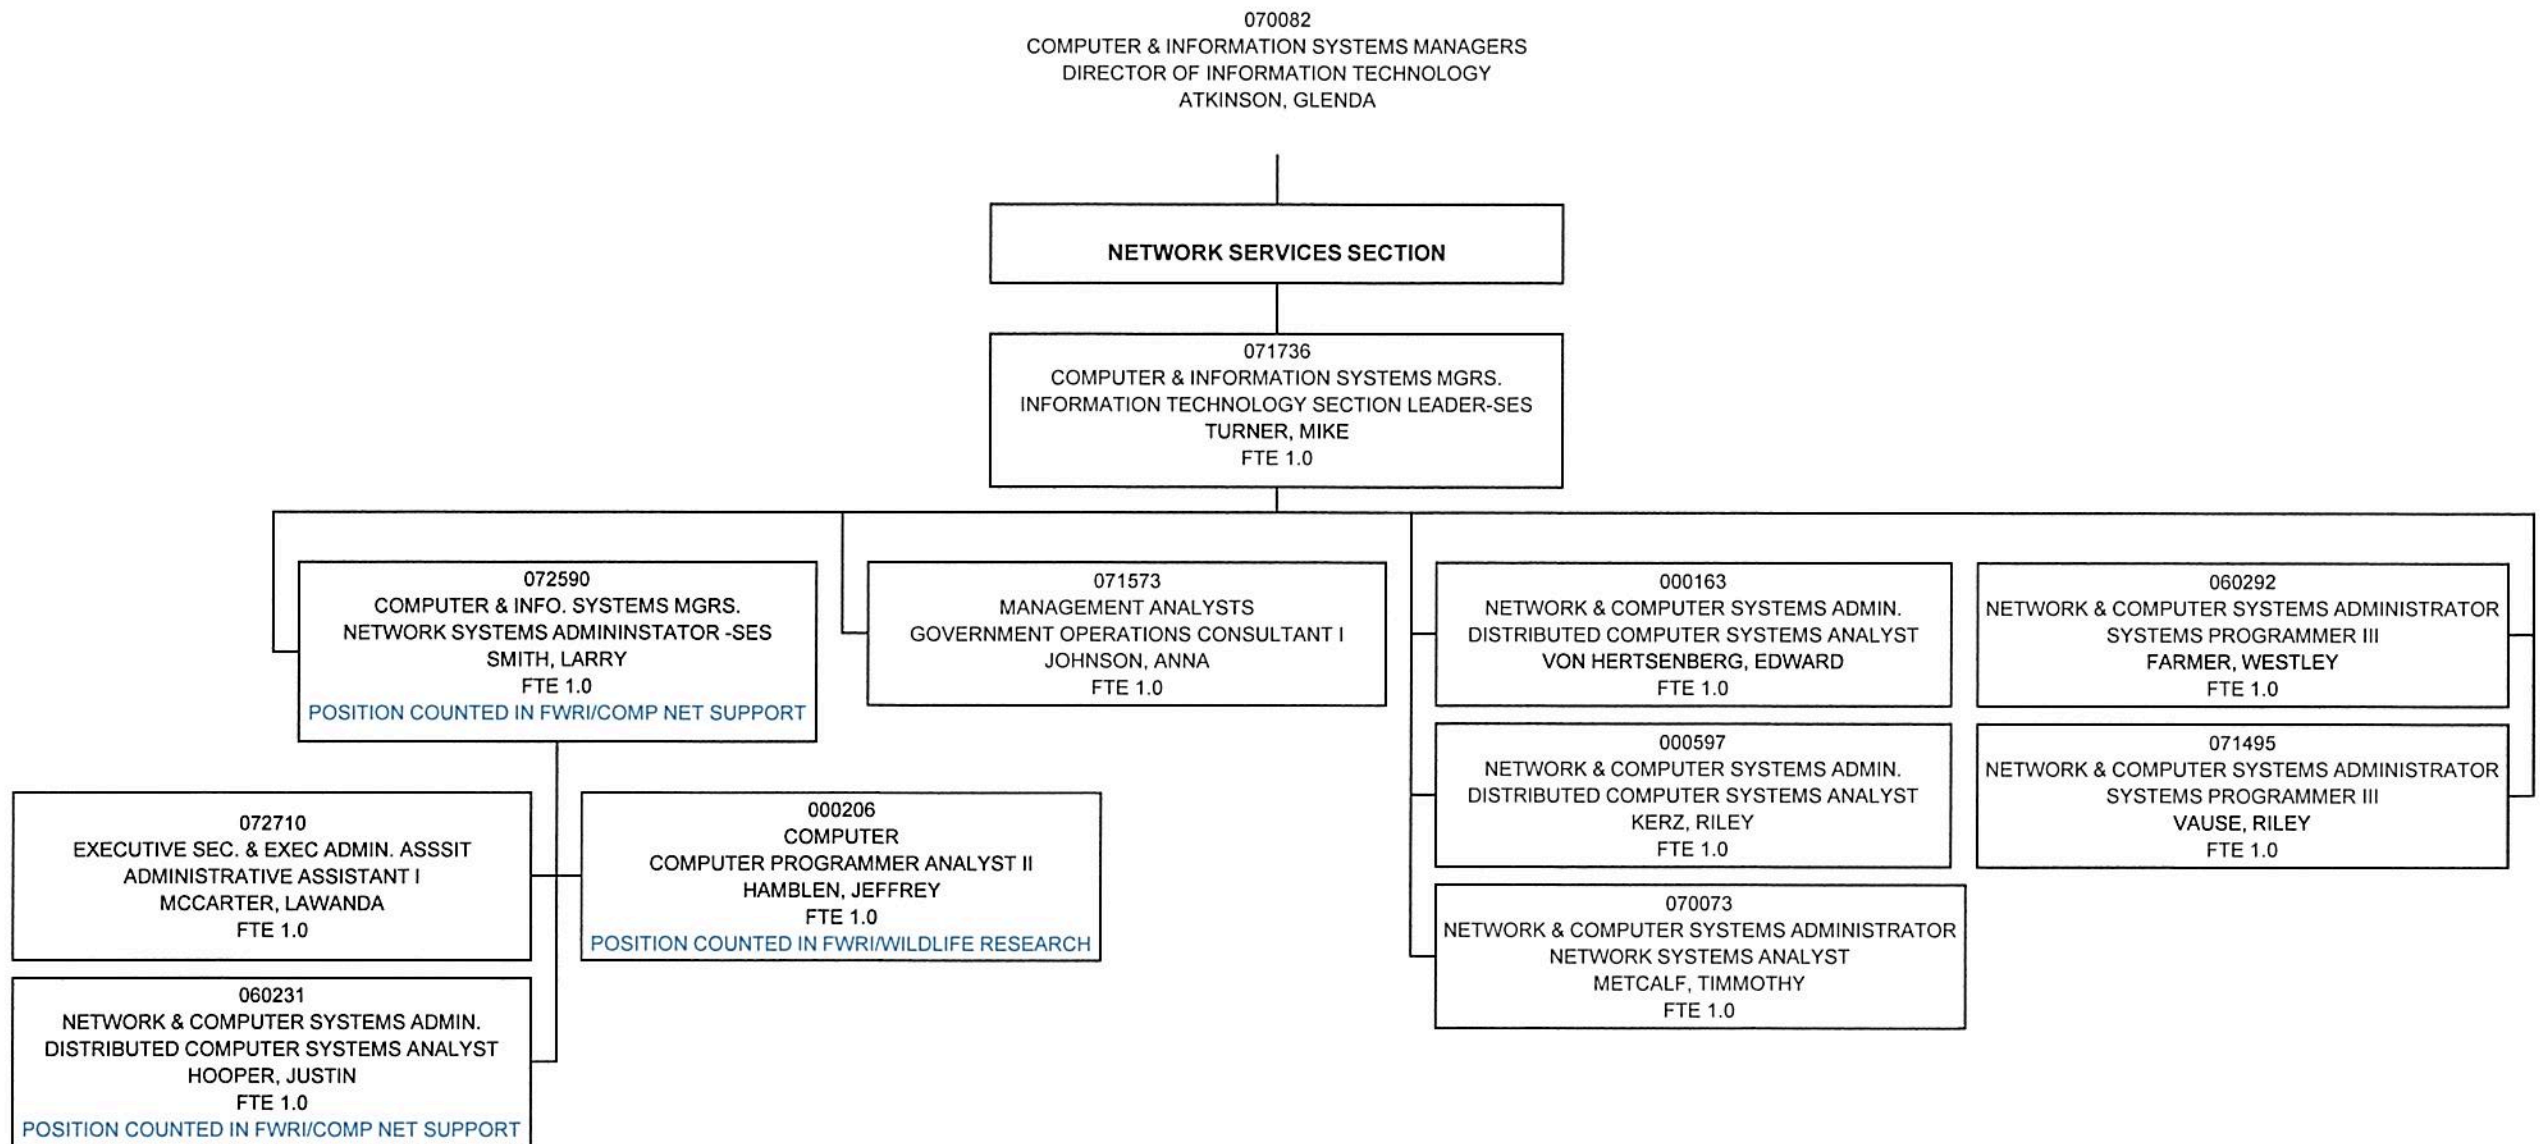 070082
COMPUTER & INFORMATION SYSTEMS MANAGERS
DIRECTOR OF INFORMATION TECHNOLOGY
ATKINSON, GLENDA
NETWORK SERVICES SECTION
071736
COMPUTER & INFORMATION SYSTEMS MGRS.
INFORMATION TECHNOLOGY SECTION LEADER-SES
TURNER, MIKE
FTE 1.0
072590
COMPUTER & INFO. SYSTEMS MGRS.
NETWORK SYSTEMS ADMININSTATOR -SES
SMITH, LARRY
FTE 1.0
POSITION COUNTED IN FWRI/COMP NET SUPPORT
071573
MANAGEMENT ANALYSTS
GOVERNMENT OPERATIONS CONSULTANT I
JOHNSON, ANNA
FTE 1.0
000163
NETWORK & COMPUTER SYSTEMS ADMIN.
DISTRIBUTED COMPUTER SYSTEMS ANALYST
VON HERTSENBERG, EDWARD
FTE 1.0
060292
NETWORK & COMPUTER SYSTEMS ADMINISTRATOR
SYSTEMS PROGRAMMER III
FARMER, WESTLEY
FTE 1.0
000597
NETWORK & COMPUTER SYSTEMS ADMIN.
DISTRIBUTED COMPUTER SYSTEMS ANALYST
KERZ, RILEY
FTE 1.0
071495
NETWORK & COMPUTER SYSTEMS ADMINISTRATOR
SYSTEMS PROGRAMMER III
VAUSE, RILEY
FTE 1.0
072710
EXECUTIVE SEC. & EXEC ADMIN. ASSSIT
ADMINISTRATIVE ASSISTANT I
MCCARTER, LAWANDA
FTE 1.0
000206
COMPUTER
COMPUTER PROGRAMMER ANALYST II
HAMBLEN, JEFFREY
FTE 1.0
POSITION COUNTED IN FWRI/WILDLIFE RESEARCH
070073
NETWORK & COMPUTER SYSTEMS ADMINISTRATOR
NETWORK SYSTEMS ANALYST
METCALF, TIMMOTHY
FTE 1.0
060231
NETWORK & COMPUTER SYSTEMS ADMIN.
DISTRIBUTED COMPUTER SYSTEMS ANALYST
HOOPER, JUSTIN
FTE 1.0
POSITION COUNTED IN FWRI/COMP NET SUPPORT